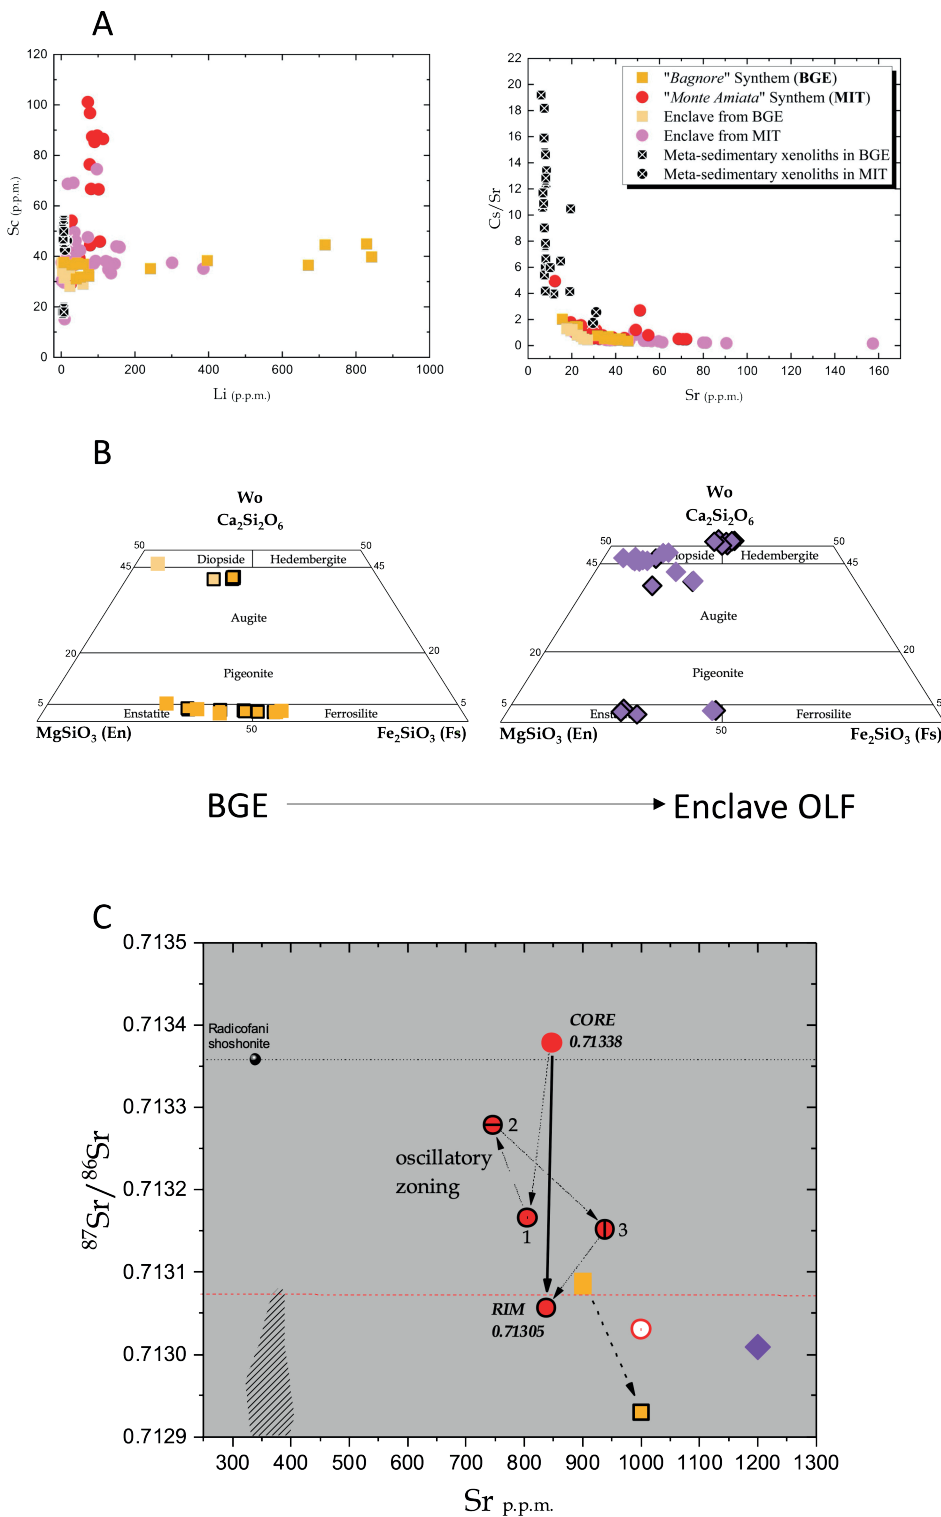 A
120
100
80
60
40
20
0
Sc (p.p.m.)
0 200 400 600 800 1000
Li (p.p.m.)
22
20
18
16
14
12
10
8
6
4
2
0
Cs/Sr
0 20 40 60 80 100 120 140 160
Sr (p.p.m.)
"Bagnore" Synthem (BGE)
"Monte Amiata" Synthem (MIT)
Enclave from BGE
Enclave from MIT
Meta-sedimentary xenoliths in BGE
Meta-sedimentary xenoliths in MIT
B
Wo
Ca2Si2O6
50 50
45 Diopside Hedembergite 45
Augite
20 20
Pigeonite
5 5
Enstatite Ferrosilite
50
MgSiO3 (En) Fe2SiO3 (Fs)
Wo
Ca2Si2O6
50 50
45 iopside Hedembergite 45
Augite
20 20
Pigeonite
5 5
Ensta Ferrosilite
50
MgSiO3 (En) Fe2SiO3 (Fs)
BGE Enclave OLF
C
0.7135
0.7134
0.7133
0.7132
0.7131
0.7130
0.7129
87Sr/86Sr
Radicofani
shoshonite
CORE
0.71338
2
oscillatory
zoning
1
3
RIM
0.71305
300 400 500 600 700 800 900 1000 1100 1200 1300
Sr p.p.m.